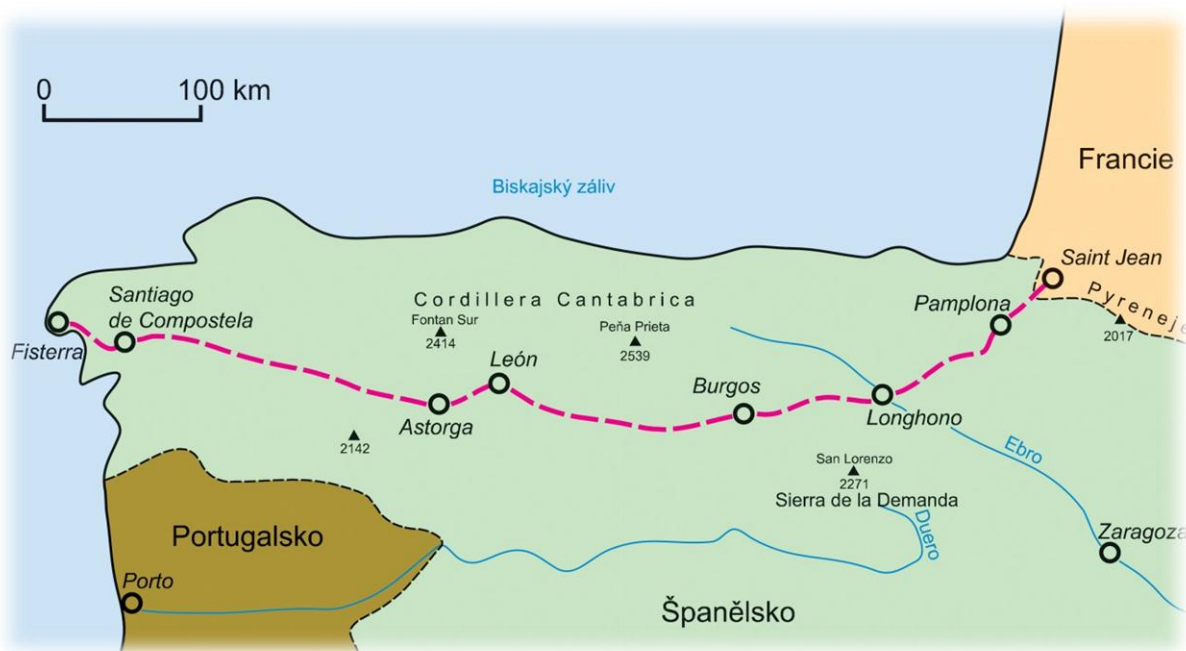 0 100 km
Francie
Biskajský záliv
Saint Jean
Santiago
de Compostela
Cordillera Cantabrica
Pyreneje
Fontan Sur
2414
Peña Prieta
2539
Pamplona
2017
Fisterra
León
Burgos
Astorga
Longhono
2142
Ebro
San Lorenzo
2271
Sierra de la Demanda
Duero
Portugalsko
Zaragoza
Porto
Španělsko